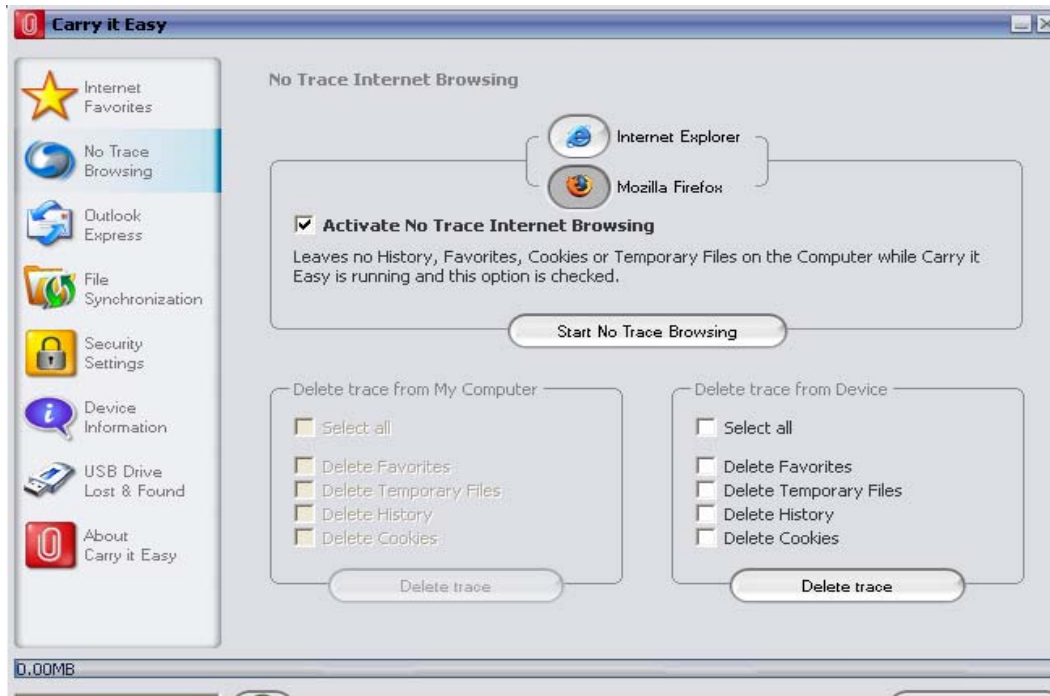 Carry it Easy
Internet
Favorites
No Trace
Browsing
Outlook
Express
File
Synchronization
Security
Settings
Device
Information
USB Drive
Lost & Found
About
Carry it Easy
No Trace Internet Browsing
Internet Explorer
Mozilla Firefox
Activate No Trace Internet Browsing
Leaves no History, Favorites, Cookies or Temporary Files on the Computer while Carry it
Easy is running and this option is checked.
Start No Trace Browsing
Delete trace from My Computer
Select all
Delete Favorites
Delete Temporary Files
Delete History
Delete Cookies
Delete trace
Delete trace from Device
Select all
Delete Favorites
Delete Temporary Files
Delete History
Delete Cookies
Delete trace
0.00MB